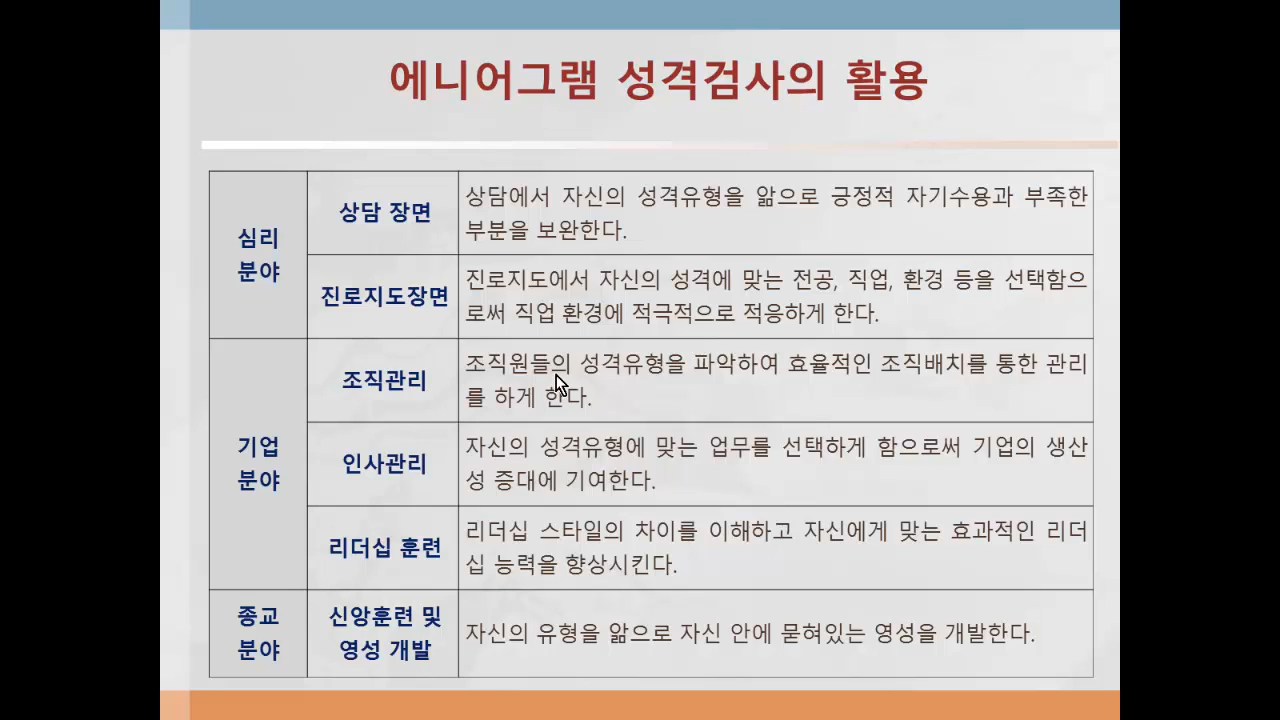 에니어그램 성격검사의 활용
심리
분야
상담 장면
상담에서 자신의 성격유형을 앎으로 긍정적 자기수용과 부족한
부분을 보완한다.
진로지도장면
진로지도에서 자신의 성격에 맞는 전공, 직업, 환경 등을 선택함으
로써 직업 환경에 적극적으로 적응하게 한다.
기업
분야
조직관리
조직원들의 성격유형을 파악하여 효율적인 조직배치를 통한 관리
를 하게 한다.
인사관리
자신의 성격유형에 맞는 업무를 선택하게 함으로써 기업의 생산
성 증대에 기여한다.
리더십 훈련
리더십 스타일의 차이를 이해하고 자신에게 맞는 효과적인 리더
십 능력을 향상시킨다.
종교
분야
신앙훈련 및
영성 개발
자신의 유형을 앎으로 자신 안에 묻혀있는 영성을 개발한다.